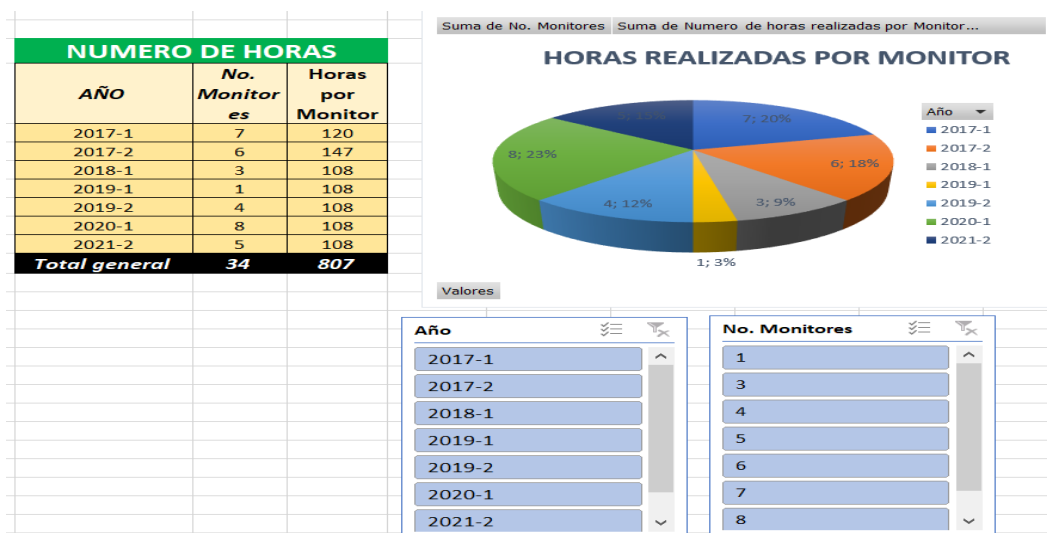 NUMERO DE HORAS
AÑO No. Monitor es Horas por Monitor
2017-1 7 120
2017-2 6 147
2018-1 3 108
2019-1 1 108
2019-2 4 108
2020-1 8 108
2021-2 5 108
Total general 34 807
Suma de No. Monitores Suma de Numero de horas realizadas por Monitor...
HORAS REALIZADAS POR MONITOR
5; 15%
7; 20%
8; 23%
6; 18%
4; 12%
3; 9%
1; 3%
Año
2017-1
2017-2
2018-1
2019-1
2019-2
2020-1
2021-2
Valores
Año
2017-1
2017-2
2018-1
2019-1
2019-2
2020-1
2021-2
No. Monitores
1
3
4
5
6
7
8